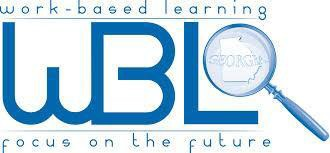 work-based learning
WBL
GEORGIA
focus on the future